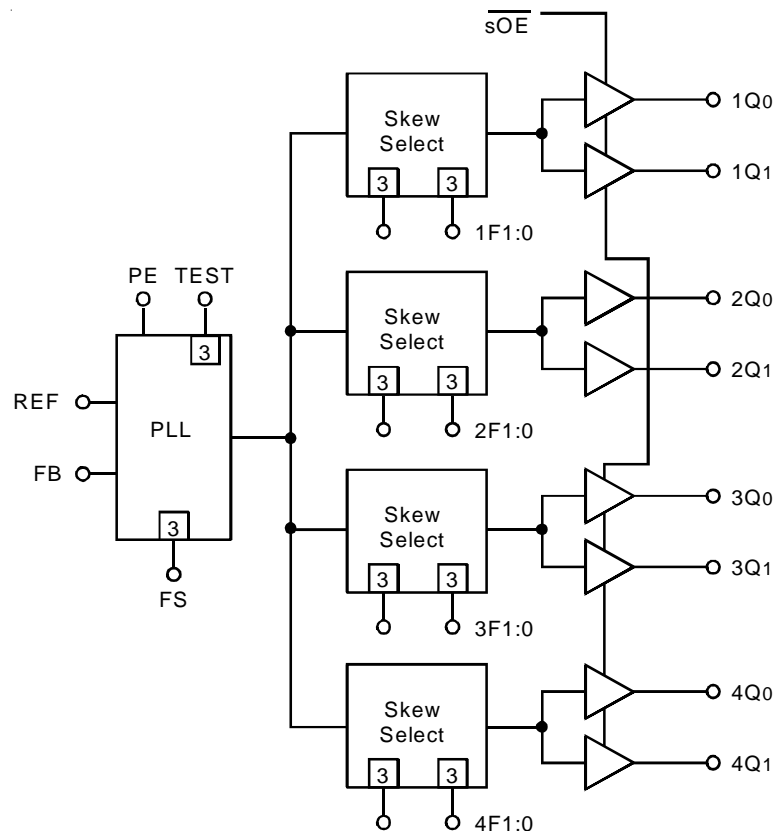 sOE
Skew
Select
3 3
1F1:0
1Q0
1Q1
PE TEST
3
REF
PLL
FB
3
FS
Skew
Select
3 3
2F1:0
2Q0
2Q1
Skew
Select
3 3
3F1:0
3Q0
3Q1
Skew
Select
3 3
4F1:0
4Q0
4Q1